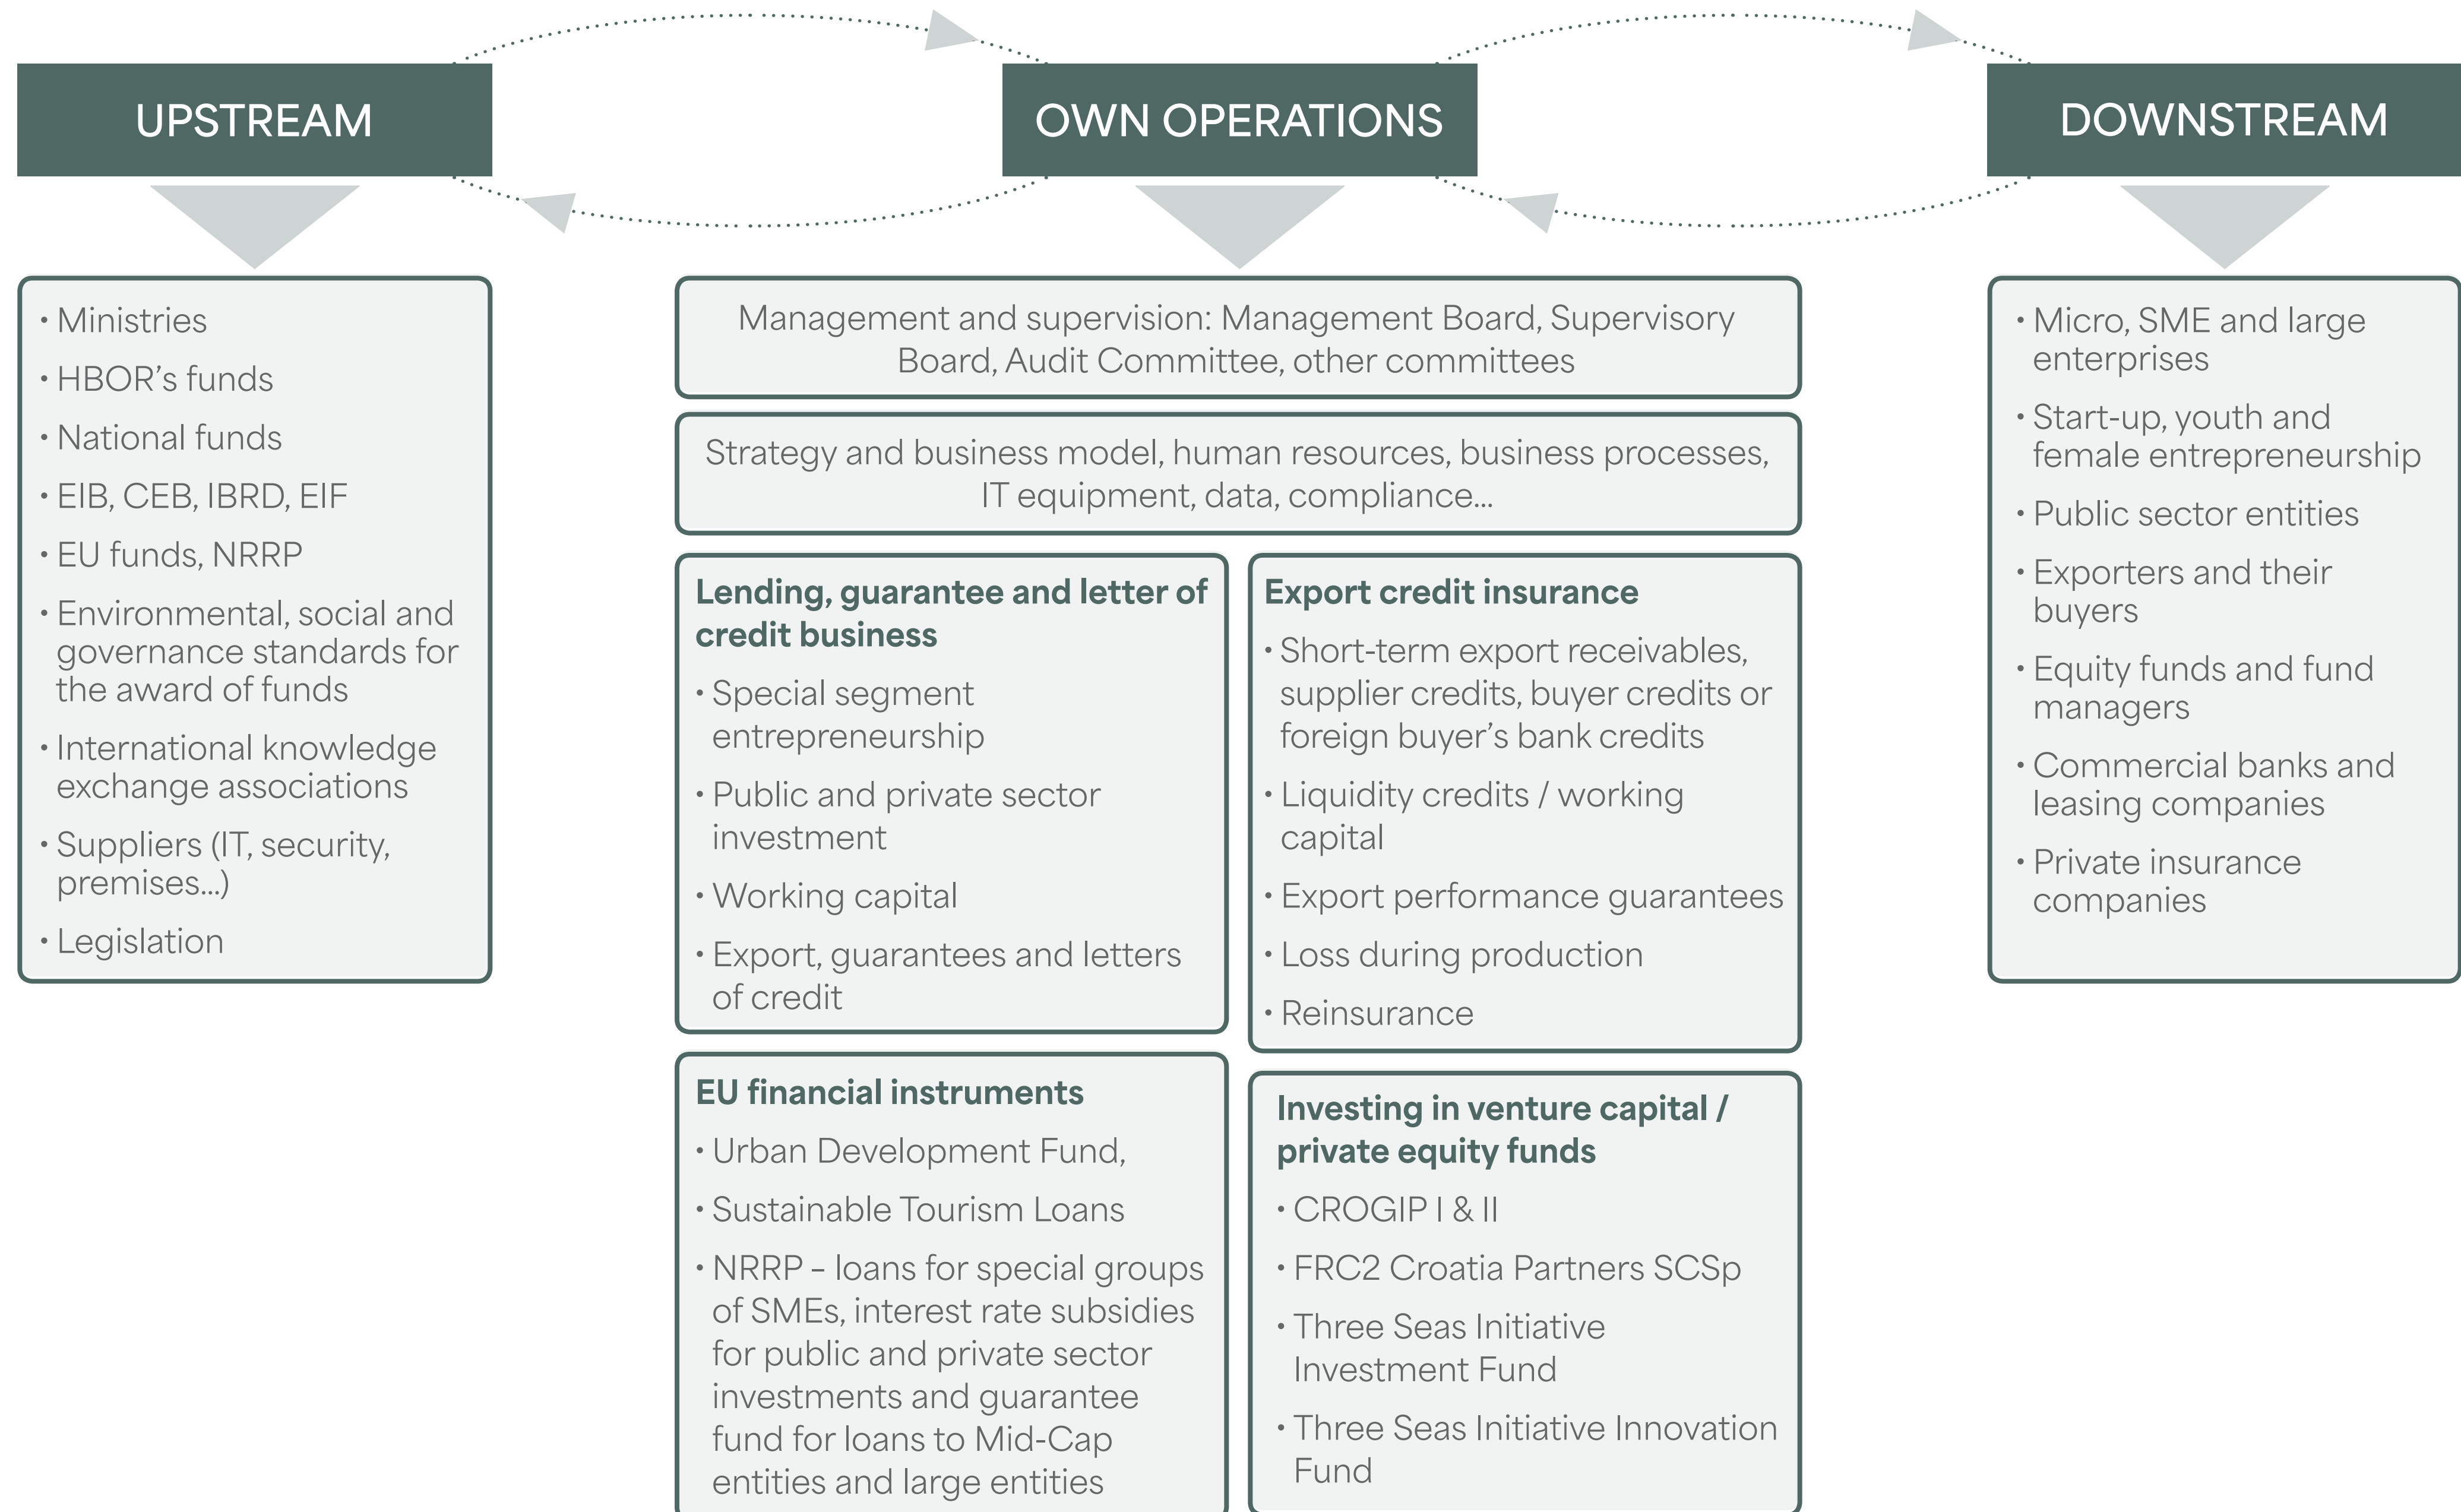 UPSTREAM
OWN OPERATIONS
DOWNSTREAM
• Ministries
• HBOR’s funds
• National funds
• EIB, CEB, IBRD, EIF
• EU funds, NRRP
• Environmental, social and
governance standards for
the award of funds
• International knowledge
exchange associations
• Suppliers (IT, security,
premises...)
• Legislation
Management and supervision: Management Board, Supervisory
Board, Audit Committee, other committees
Strategy and business model, human resources, business processes,
IT equipment, data, compliance...
Lending, guarantee and letter of
credit business
• Special segment
entrepreneurship
• Public and private sector
investment
• Working capital
• Export, guarantees and letters
of credit
Export credit insurance
• Short-term export receivables,
supplier credits, buyer credits or
foreign buyer’s bank credits
• Liquidity credits / working
capital
• Export performance guarantees
• Loss during production
• Reinsurance
EU financial instruments
• Urban Development Fund,
• Sustainable Tourism Loans
• NRRP – loans for special groups
of SMEs, interest rate subsidies
for public and private sector
investments and guarantee
fund for loans to Mid-Cap
entities and large entities
Investing in venture capital /
private equity funds
• CROGIP I & II
• FRC2 Croatia Partners SCSp
• Three Seas Initiative
Investment Fund
• Three Seas Initiative Innovation
Fund
• Micro, SME and large
enterprises
• Start-up, youth and
female entrepreneurship
• Public sector entities
• Exporters and their
buyers
• Equity funds and fund
managers
• Commercial banks and
leasing companies
• Private insurance
companies